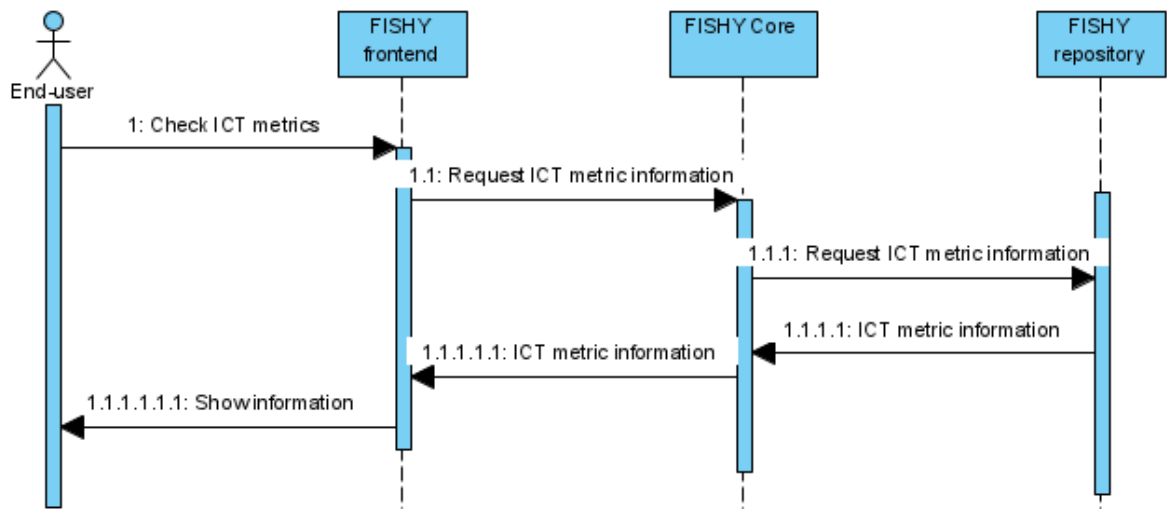 FISHY
frontend
FISHY Core
FISHY
repository
End-user
1: Check ICT metrics
1.1: Request ICT metric information
1.1.1: Request ICT metric information
1.1.1.1: ICT metric information
1.1.1.1.1: ICT metric information
1.1.1.1.1.1: Show information